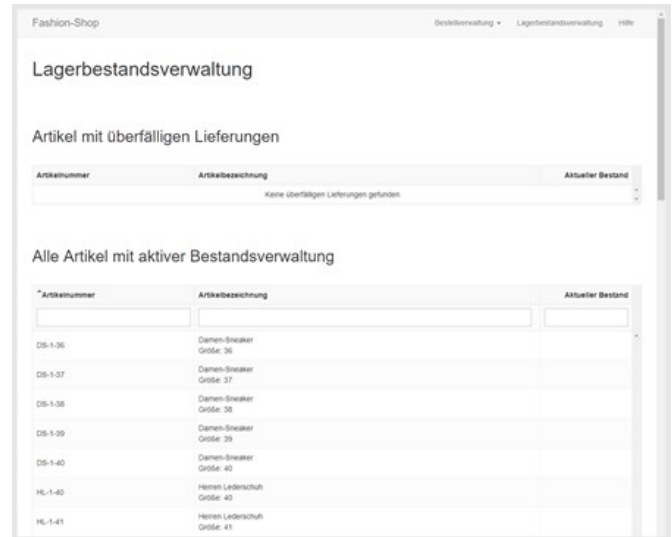 Fashion-Shop Bestellverwaltung Lagerbestandsverwaltung Hilfe
Lagerbestandsverwaltung
Artikel mit überfälligen Lieferungen
Artikelnummer Artikelbezeichnung Aktueller Bestand
Keine überfälligen Lieferungen gefunden
Alle Artikel mit aktiver Bestandsverwaltung
Artikelnummer Artikelbezeichnung Aktueller Bestand
DS-1-36 Damen-Sneaker
Größe: 36
DS-1-37 Damen-Sneaker
Größe: 37
DS-1-38 Damen-Sneaker
Größe: 38
DS-1-39 Damen-Sneaker
Größe: 39
DS-1-40 Damen-Sneaker
Größe: 40
HL-1-40 Herren Lederschuh
Größe: 40
HL-1-41 Herren Lederschuh
Größe: 41